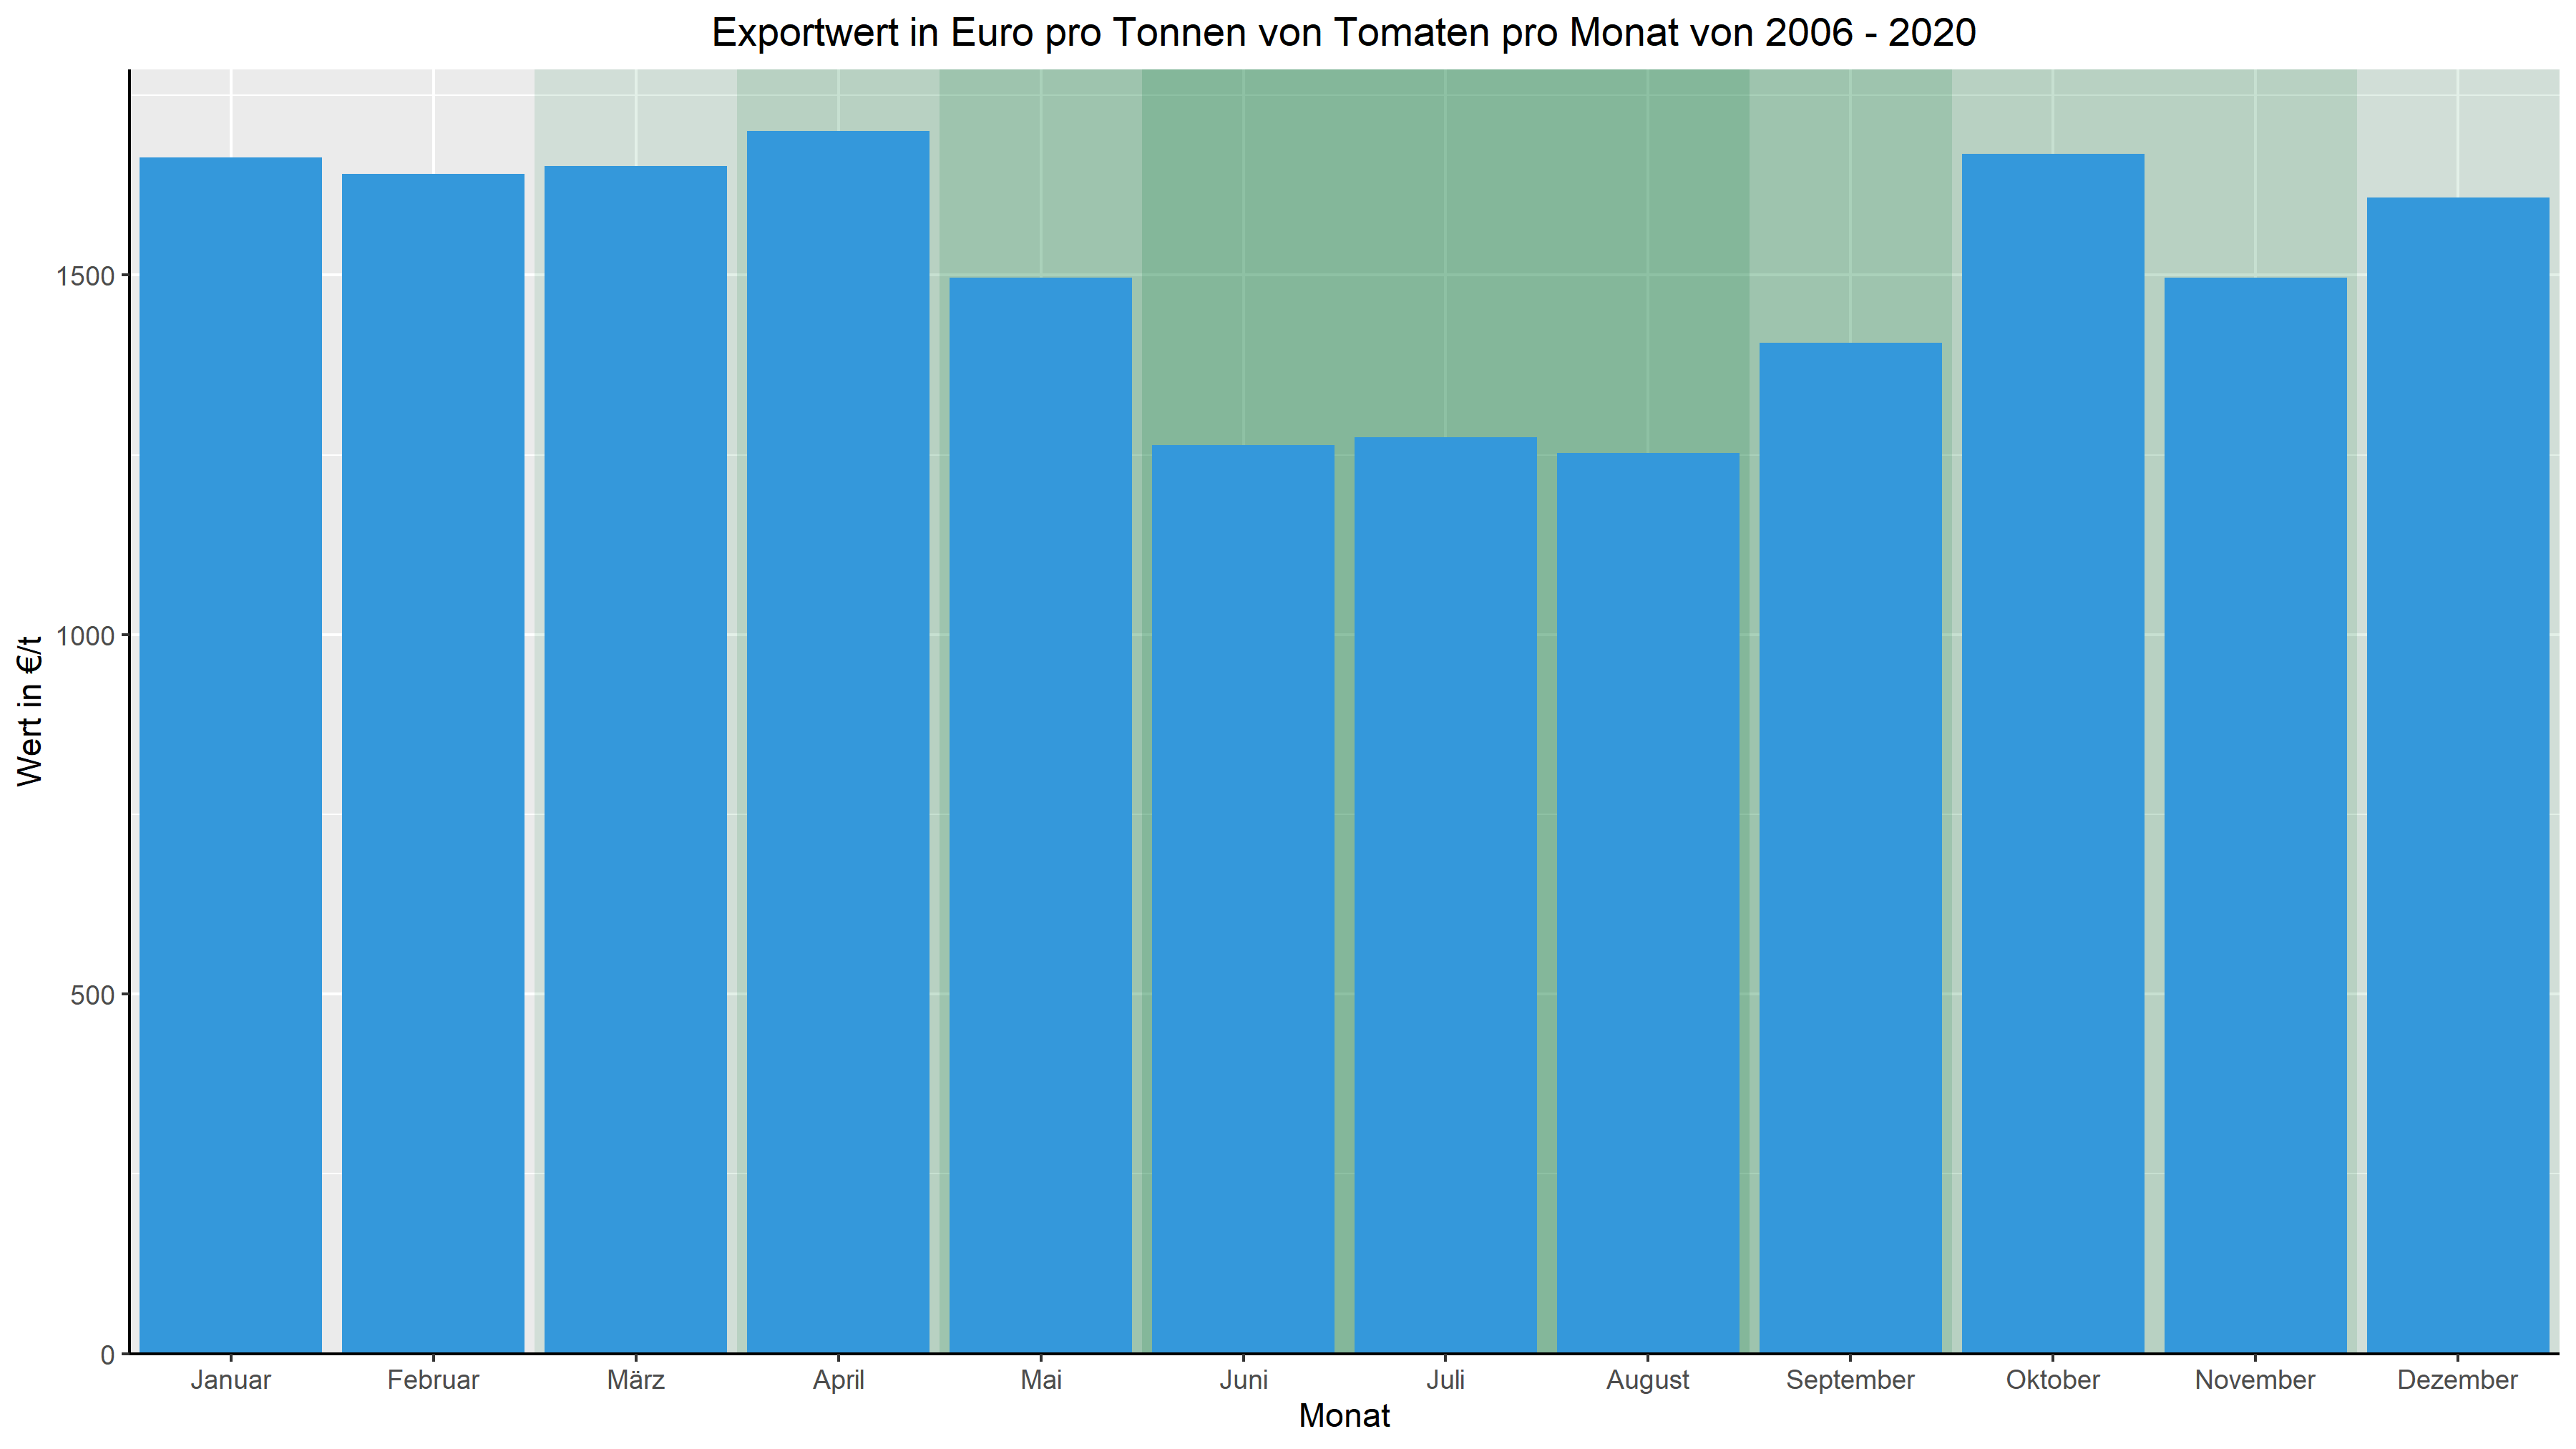 Exportwert in Euro pro Tonnen von Tomaten pro Monat von 2006 - 2020
Wert in €/t
1500
1000
500
0
Januar Februar März April Mai Juni Juli August September Oktober November Dezember
Monat